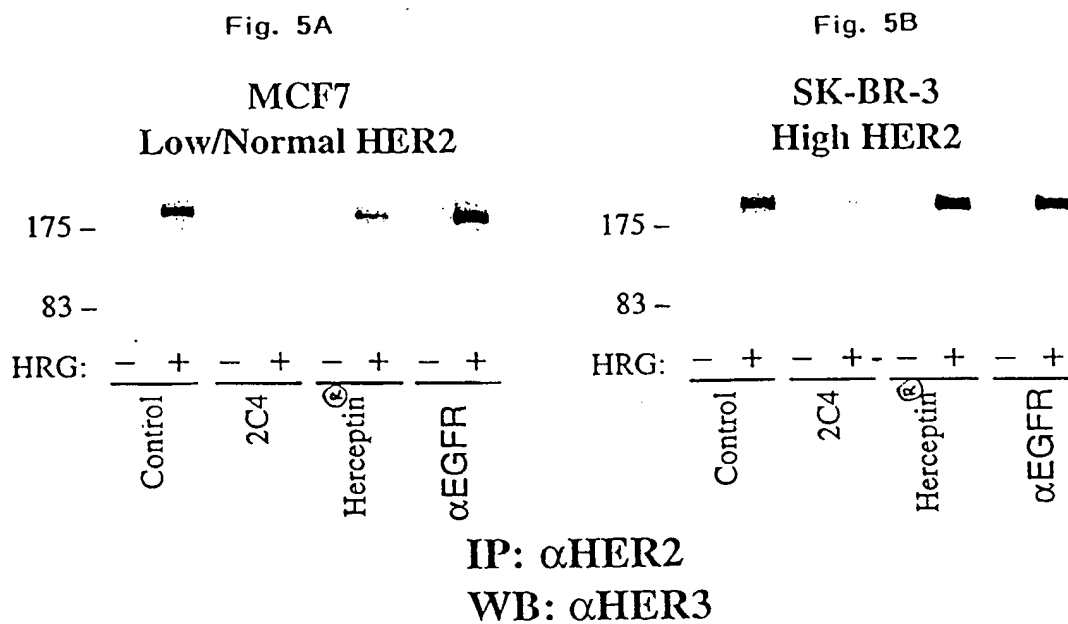 Fig. 5A
MCF7
Low/Normal HER2
175 –
83 –
HRG: – + – + – + – +
Control
2C4
Herceptin®
αEGFR
Fig. 5B
SK-BR-3
High HER2
175 –
83 –
HRG: – + – + - – + – +
Control
2C4
Herceptin®
αEGFR
IP: αHER2
WB: αHER3